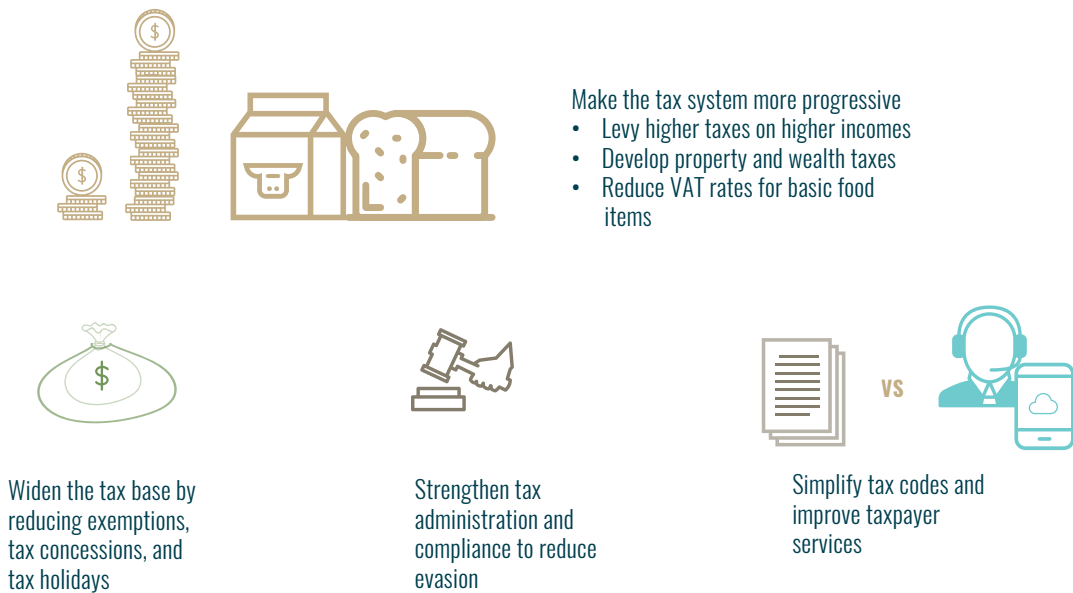 Make the tax system more progressive
• Levy higher taxes on higher incomes
• Develop property and wealth taxes
• Reduce VAT rates for basic food
items
$
$
$
VS
Widen the tax base by
reducing exemptions,
tax concessions, and
tax holidays
Strengthen tax
administration and
compliance to reduce
evasion
Simplify tax codes and
improve taxpayer
services